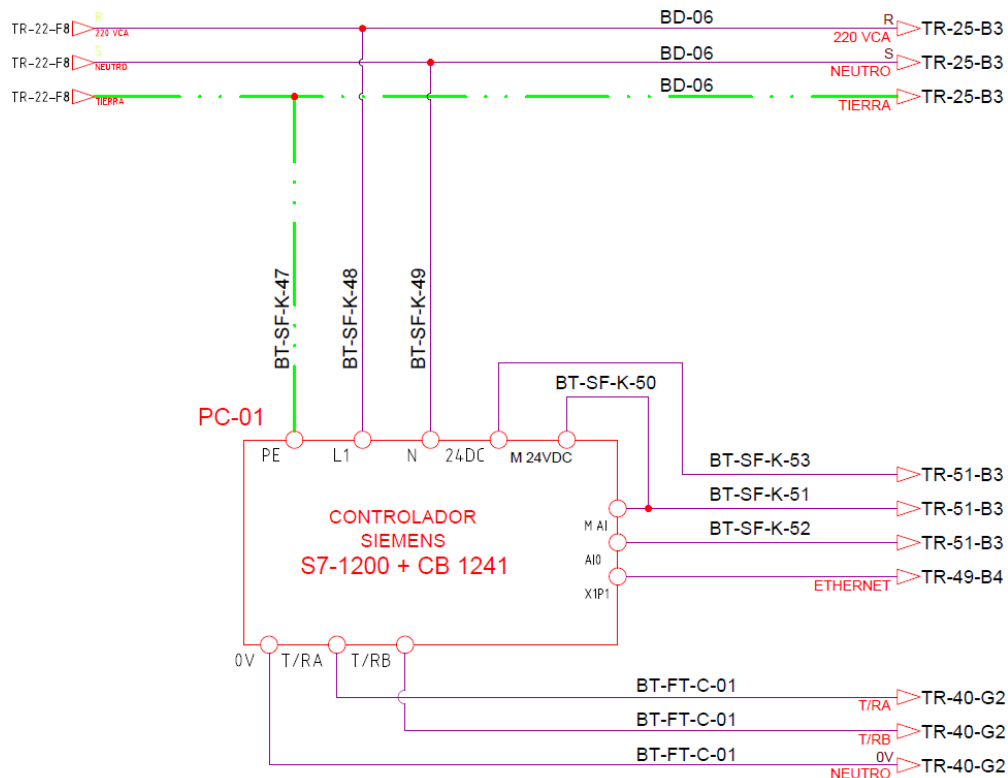 BD-06
R
R
TR-22-F8
220 VCA
220 VCA
TR-25-B3
BD-06
S
S
TR-22-F8
NEUTRO
NEUTRO
TR-25-B3
BD-06
TR-22-F8
TIERRA
TIERRA
TR-25-B3
BT-SF-K-47
BT-SF-K-48
BT-SF-K-49
BT-SF-K-50
PC-01
PE
L1
N
24DC
M 24VDC
BT-SF-K-53
TR-51-B3
BT-SF-K-51
TR-51-B3
M AI
BT-SF-K-52
TR-51-B3
AI0
CONTROLADOR
SIEMENS
S7-1200 + CB 1241
X1P1
ETHERNET
TR-49-B4
0V
T/RA
T/RB
BT-FT-C-01
T/RA
TR-40-G2
BT-FT-C-01
T/RB
TR-40-G2
BT-FT-C-01
0V
NEUTRO
TR-40-G2